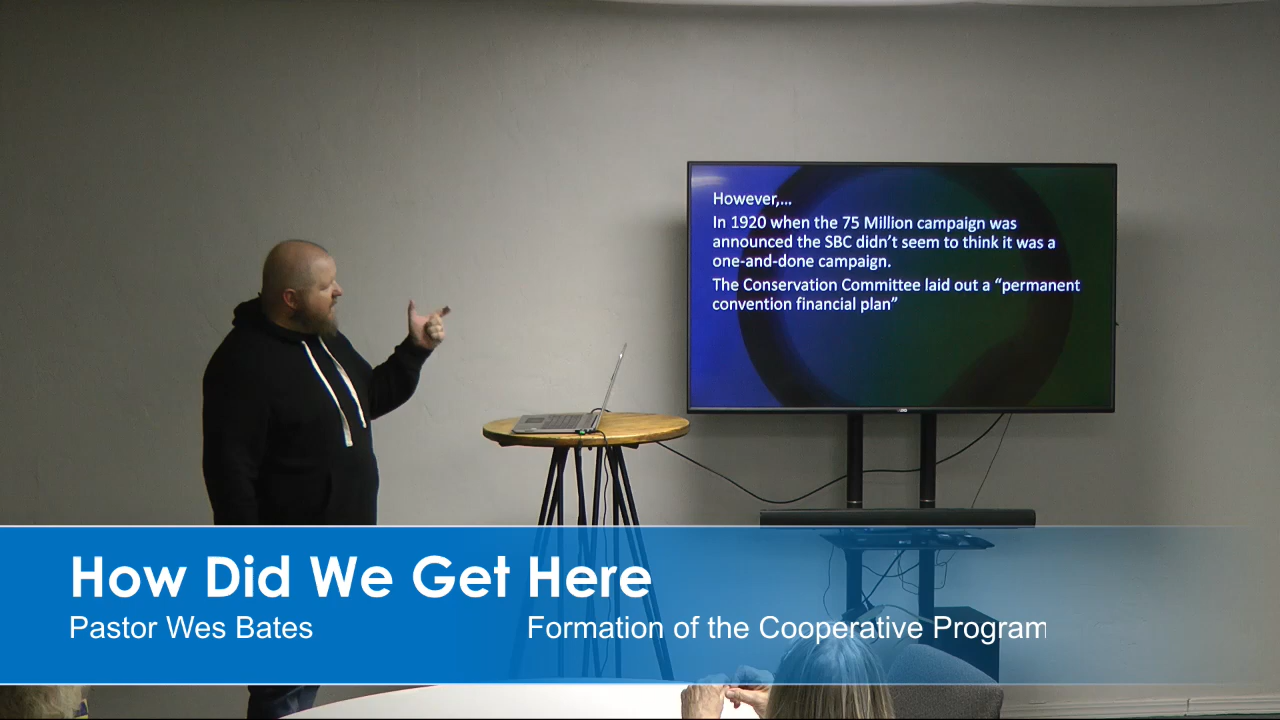 However,...
In 1920 when the 75 Million campaign was
announced the SBC didn't seem to think it was a
one-and-done campaign.
The Conservation Committee laid out a “permanent
convention financial plan”
How Did We Get Here
Pastor Wes Bates
Formation of the Cooperative Program